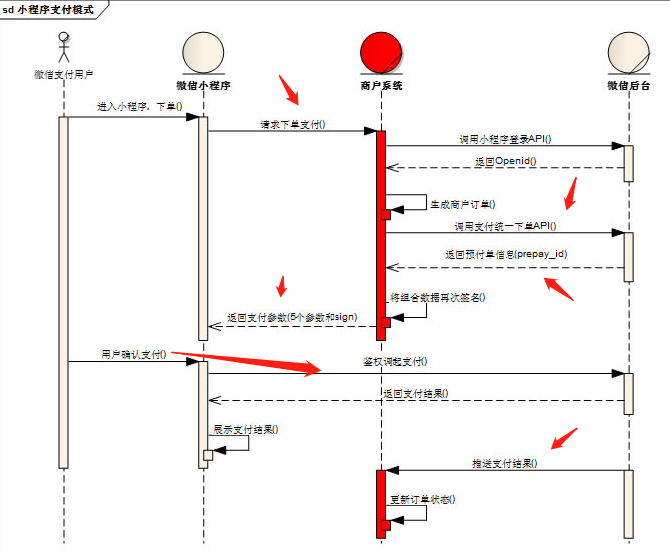 sd 小程序支付模式
微信支付用户
微信小程序
商户系统
微信后台
进入小程序，下单()
请求下单支付()
调用小程序登录API()
返回Openid()
生成商户订单()
调用支付统一下单API()
返回预付单信息(prepay_id)
将组合数据再次签名()
返回支付参数(5个参数和sign)
用户确认支付()
鉴权调起支付()
返回支付结果()
展示支付结果()
推送支付结果()
更新订单状态()